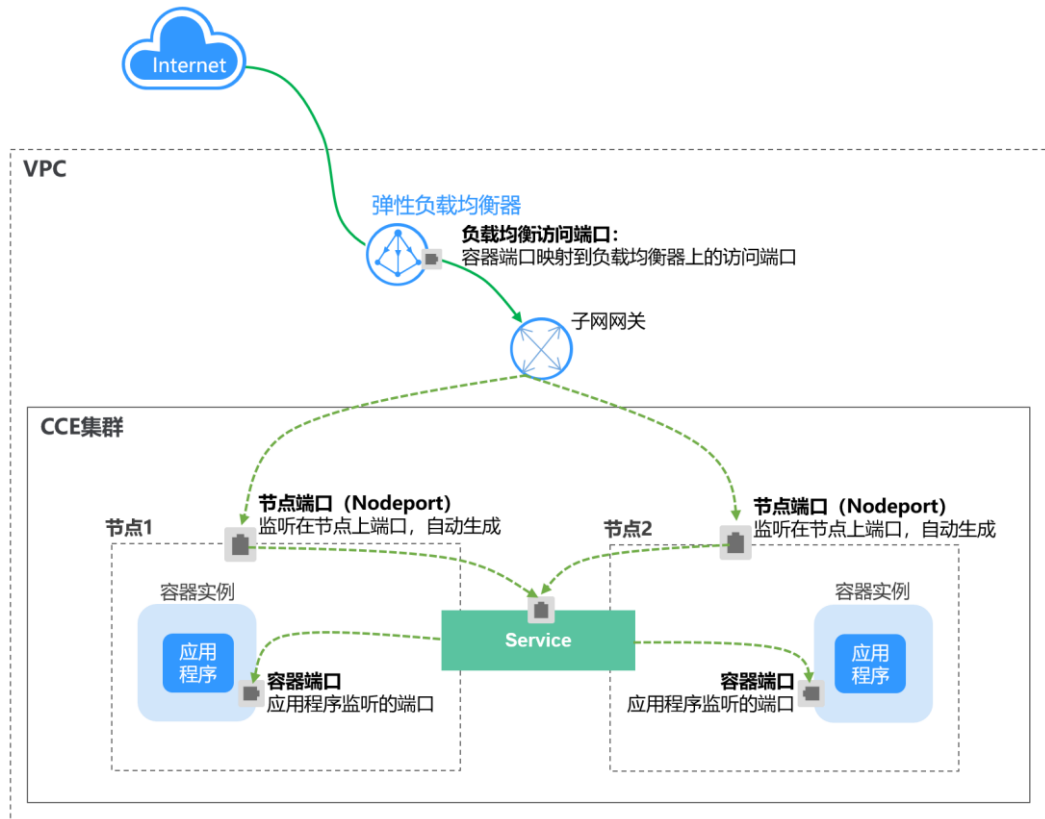 Internet
VPC
弹性负载均衡器
负载均衡访问端口：
容器端口映射到负载均衡器上的访问端口
子网网关
CCE集群
节点端口（Nodeport）
监听在节点上端口，自动生成
节点1
节点端口（Nodeport）
监听在节点上端口，自动生成
节点2
容器实例
应用
程序
容器端口
应用程序监听的端口
Service
容器实例
应用
程序
容器端口
应用程序监听的端口